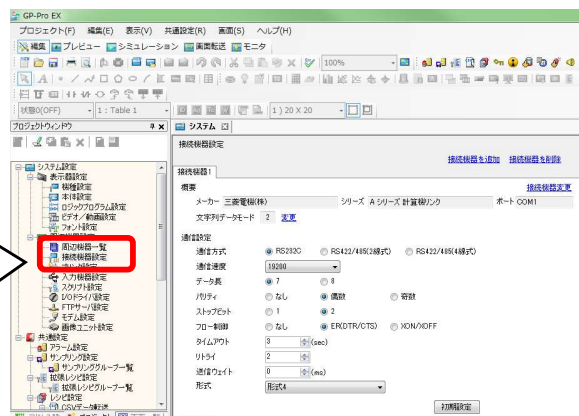 GP-Pro EX
プロジェクト(F) 編集(E) 表示(V) 共通設定(R) 画面(S) ヘルプ(H)
編集 プレビュー シミュレーション 画面転送 モニタ
100%
状態0(OFF) 1 : Table 1 1 ) 20 X 20
プロジェクトウィンドウ
システム
システム設定
表示器設定
機種設定
本体設定
ロジックプログラム設定
ビデオ/動画設定
フォント設定
周辺機器一覧
接続機器設定
入力機器設定
スクリプト設定
I/Oドライバ設定
FTPサーバ設定
モデム設定
画像ユニット設定
共通設定
アラーム設定
サンプリング設定
サンプリンググループ一覧
拡張レシピ設定
拡張レシピグループ一覧
レシピ設定
CSVデータ転送
接続機器設定
接続機器を追加 接続機器を削除
接続機器1
概要 接続機器変更
メーカー 三菱電機(株) シリーズ A シリーズ 計算機リンク ポート COM1
文字列データモード 2 変更
通信設定
通信方式 RS232C RS422/485(2線式) RS422/485(4線式)
通信速度 19200
データ長 7 8
パリティ なし 偶数 奇数
ストップビット 1 2
フロー制御 なし ER(DTR/CTS) XON/XOFF
タイムアウト 3 (sec)
リトライ 2
送信ウェイト 0 (ms)
形式 形式4
初期設定